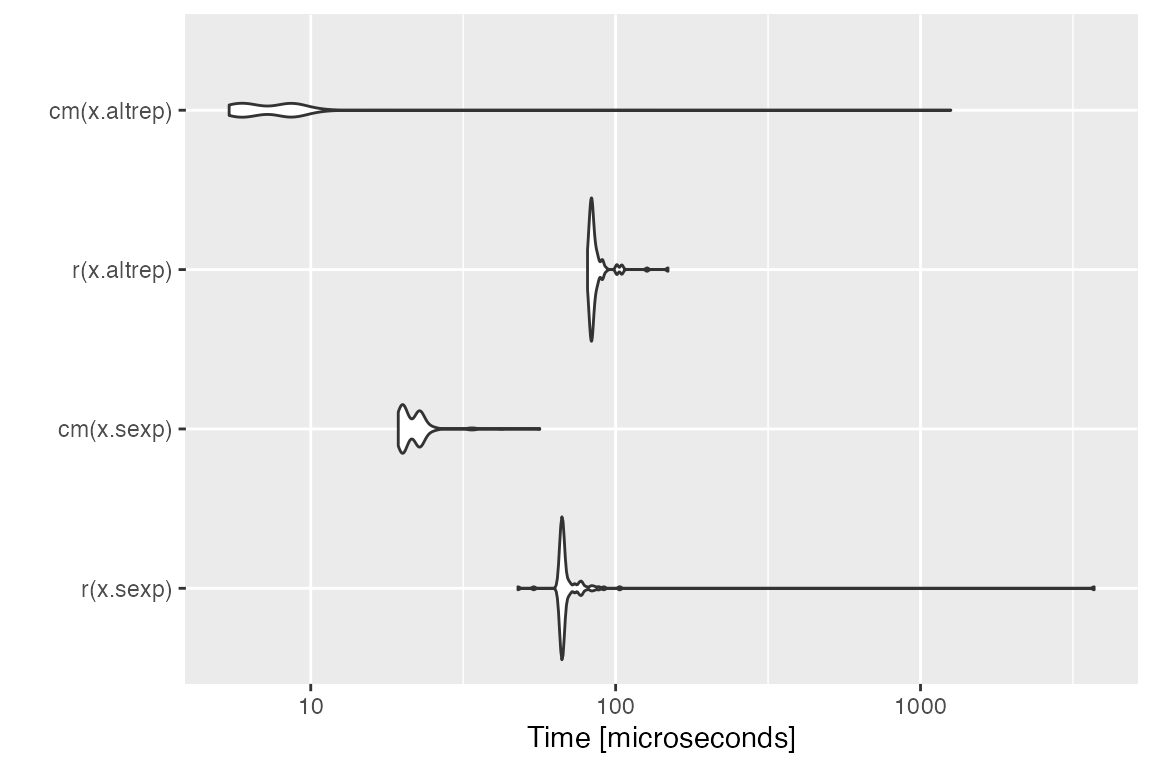 cm(x.altrep)
r(x.altrep)
cm(x.sexp)
r(x.sexp)
10 100 1000
Time [microseconds]